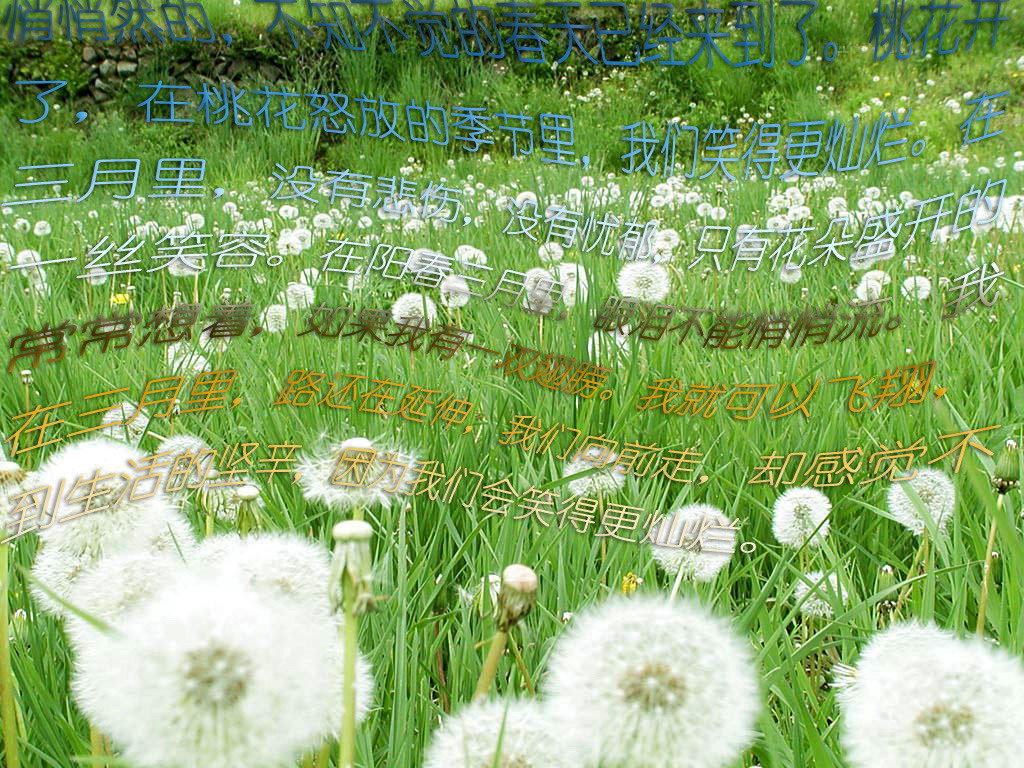 悄悄然的，不知不觉的春天已经来到了。桃花开
了，在桃花怒放的季节里，我们笑得更灿烂。在
三月里，没有悲伤，没有忧郁，只有花朵盛开的
一丝笑容。在阳春三月里，眼泪不能悄悄流。我
常常想着，如果我有一双翅膀。我就可以飞翔，
在三月里，路还在延伸，我们向前走，却感觉不
到生活的坚辛，因为我们会笑得更灿烂。